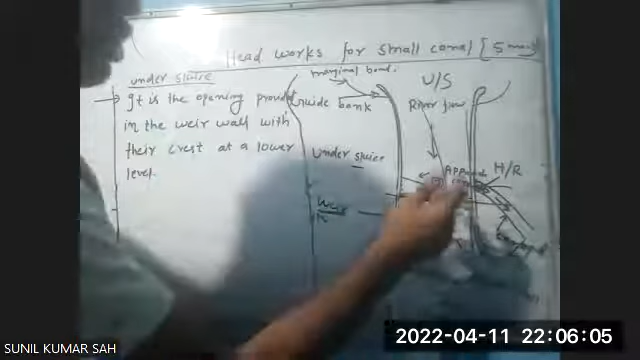 Head works for small canal [5 marks]
under sluice
→ It is the opening provided
in the weir wall with
their crest at a lower
level.
marginal bond.
U/S
Guide bank
River flow
Under sluice
H/R
Weir
SUNIL KUMAR SAH
2022-04-11 22:06:05